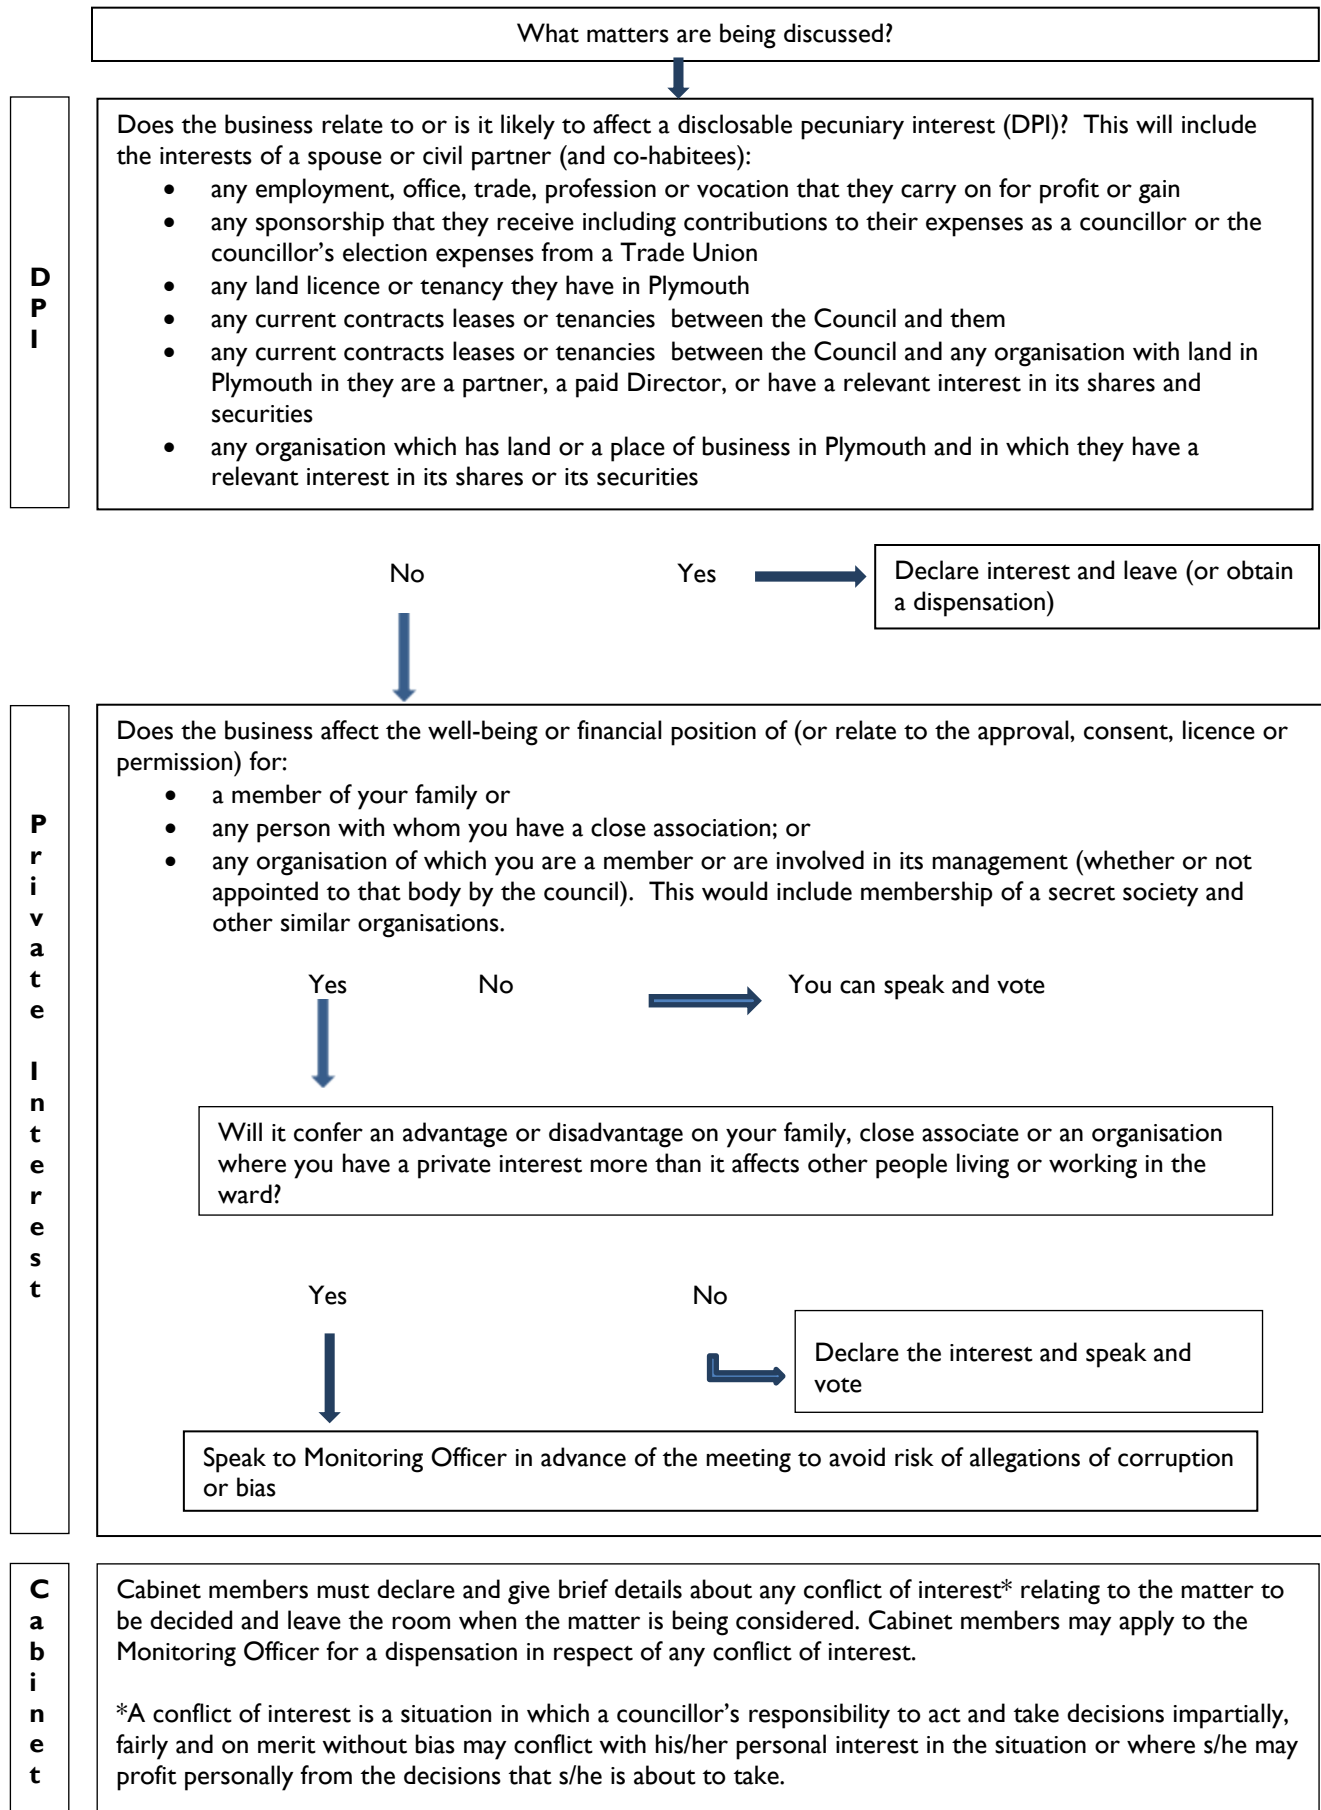 What matters are being discussed?
D
P
I
Does the business relate to or is it likely to affect a disclosable pecuniary interest (DPI)? This will include
the interests of a spouse or civil partner (and co-habitees):
• any employment, office, trade, profession or vocation that they carry on for profit or gain
• any sponsorship that they receive including contributions to their expenses as a councillor or the
councillor’s election expenses from a Trade Union
• any land licence or tenancy they have in Plymouth
• any current contracts leases or tenancies between the Council and them
• any current contracts leases or tenancies between the Council and any organisation with land in
Plymouth in they are a partner, a paid Director, or have a relevant interest in its shares and
securities
• any organisation which has land or a place of business in Plymouth and in which they have a
relevant interest in its shares or its securities
No
Yes
Declare interest and leave (or obtain
a dispensation)
P
r
i
v
a
t
e
I
n
t
e
r
e
s
t
Does the business affect the well-being or financial position of (or relate to the approval, consent, licence or
permission) for:
• a member of your family or
• any person with whom you have a close association; or
• any organisation of which you are a member or are involved in its management (whether or not
appointed to that body by the council). This would include membership of a secret society and
other similar organisations.
Yes
No
You can speak and vote
Will it confer an advantage or disadvantage on your family, close associate or an organisation
where you have a private interest more than it affects other people living or working in the
ward?
Yes
No
Declare the interest and speak and
vote
Speak to Monitoring Officer in advance of the meeting to avoid risk of allegations of corruption
or bias
C
a
b
i
n
e
t
Cabinet members must declare and give brief details about any conflict of interest* relating to the matter to
be decided and leave the room when the matter is being considered. Cabinet members may apply to the
Monitoring Officer for a dispensation in respect of any conflict of interest.
*A conflict of interest is a situation in which a councillor’s responsibility to act and take decisions impartially,
fairly and on merit without bias may conflict with his/her personal interest in the situation or where s/he may
profit personally from the decisions that s/he is about to take.